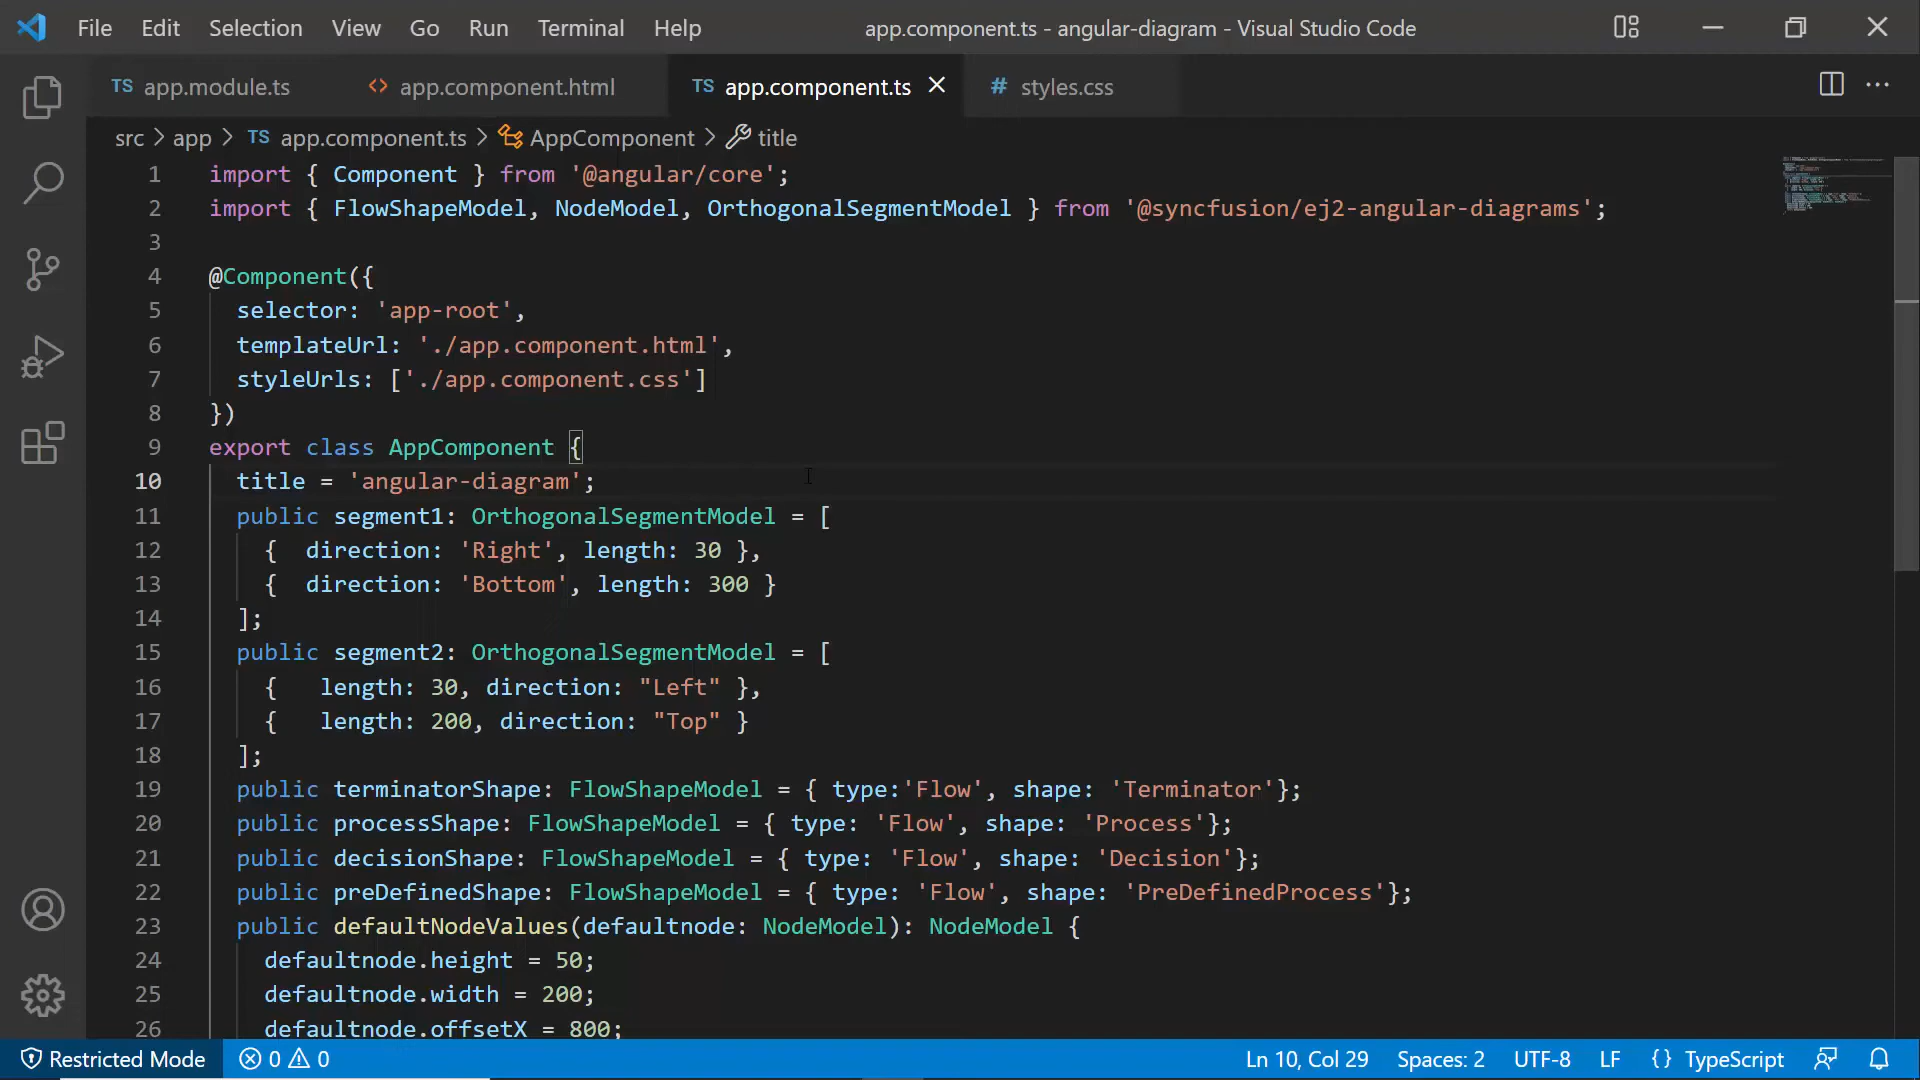 File Edit Selection View Go Run Terminal Help app.component.ts - angular-diagram - Visual Studio Code
TS app.module.ts <> app.component.html TS app.component.ts # styles.css
src > app > TS app.component.ts > AppComponent > title
1 import { Component } from '@angular/core';
2 import { FlowShapeModel, NodeModel, OrthogonalSegmentModel } from '@syncfusion/ej2-angular-diagrams';
3
4 @Component({
5 selector: 'app-root',
6 templateUrl: './app.component.html',
7 styleUrls: ['./app.component.css']
8 })
9 export class AppComponent {
10 title = 'angular-diagram';
11 public segment1: OrthogonalSegmentModel = [
12 { direction: 'Right', length: 30 },
13 { direction: 'Bottom', length: 300 }
14 ];
15 public segment2: OrthogonalSegmentModel = [
16 { length: 30, direction: "Left" },
17 { length: 200, direction: "Top" }
18 ];
19 public terminatorShape: FlowShapeModel = { type:'Flow', shape: 'Terminator'};
20 public processShape: FlowShapeModel = { type: 'Flow', shape: 'Process'};
21 public decisionShape: FlowShapeModel = { type: 'Flow', shape: 'Decision'};
22 public preDefinedShape: FlowShapeModel = { type: 'Flow', shape: 'PreDefinedProcess'};
23 public defaultNodeValues(defaultnode: NodeModel): NodeModel {
24 defaultnode.height = 50;
25 defaultnode.width = 200;
26 defaultnode.offsetX = 800;
Restricted Mode 0 0 Ln 10, Col 29 Spaces: 2 UTF-8 LF {} TypeScript